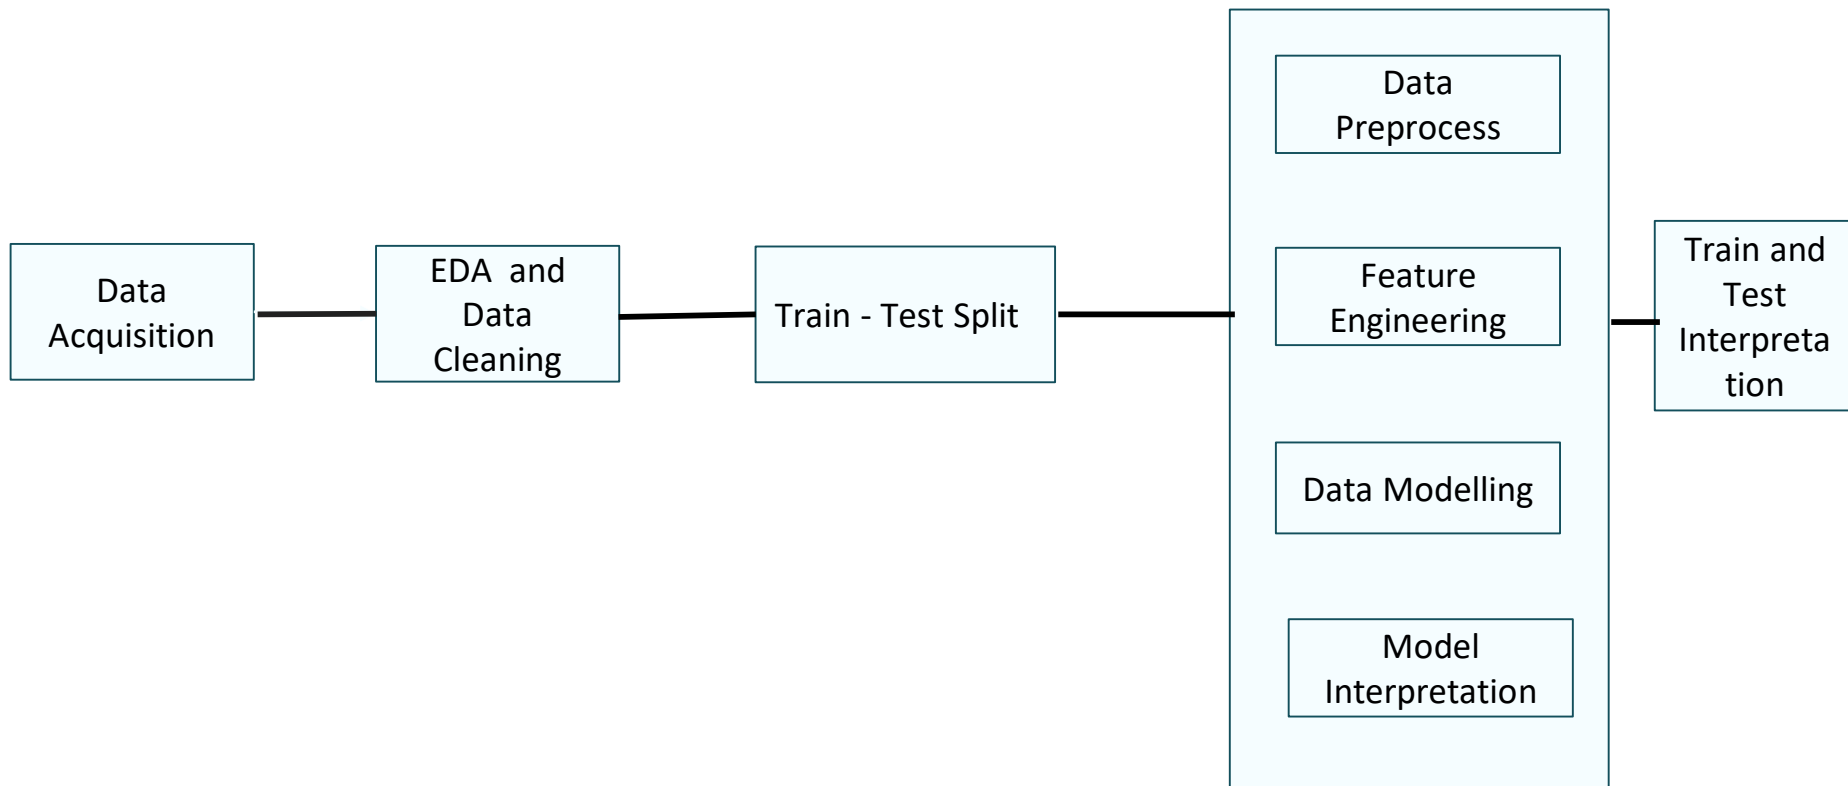 Data
Acquisition
EDA  and
Data
Cleaning
Train - Test Split
Data
Preprocess
Feature
Engineering
Data Modelling
Model
Interpretation
Train and
Test
Interpreta
tion